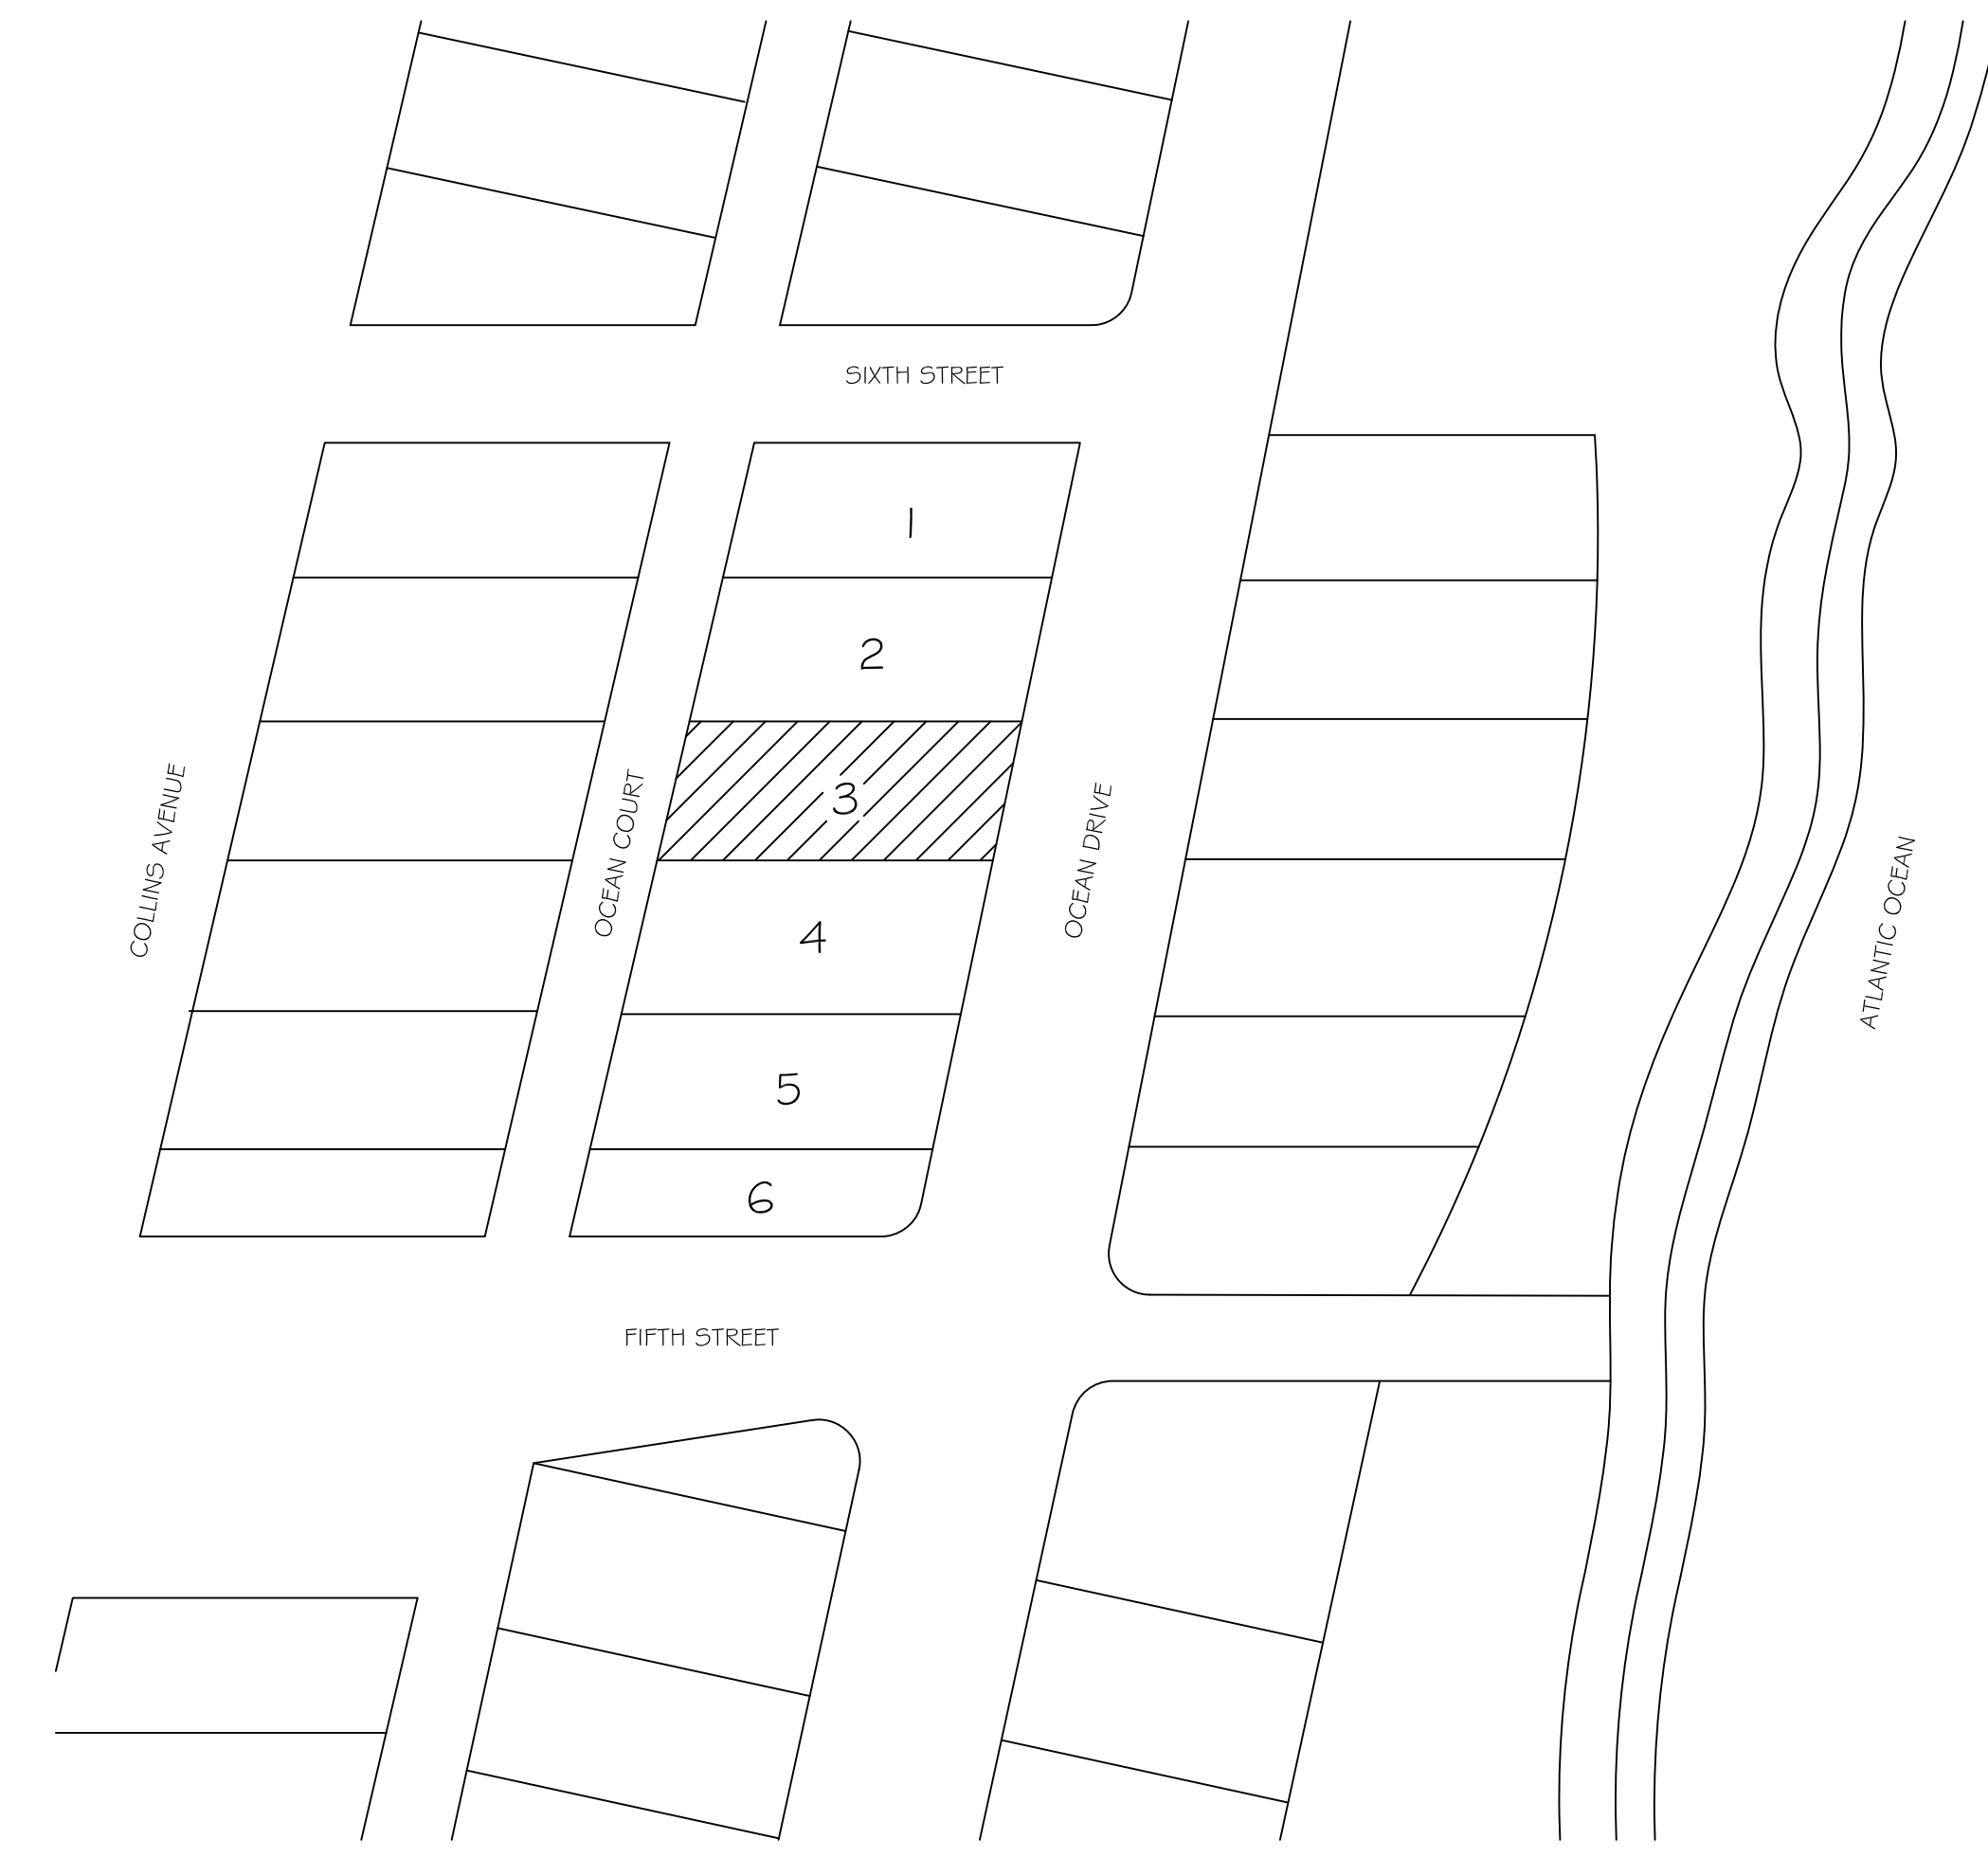 SIXTH STREET
1
2
3
4
5
6
COLLINS AVENUE
OCEAN COURT
OCEAN DRIVE
ATLANTIC OCEAN
FIFTH STREET